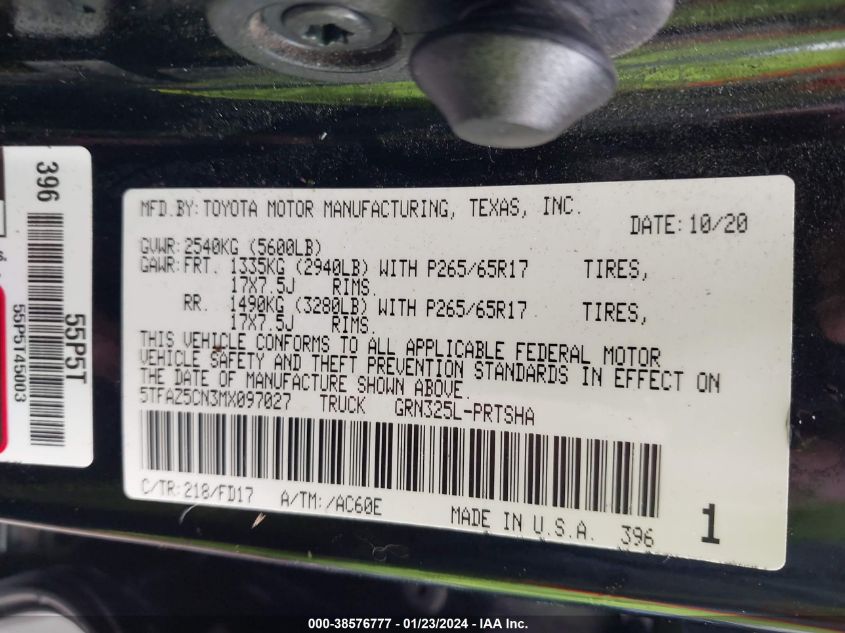 396
55P5T
55P5T45003
MFD.BY:TOYOTA MOTOR MANUFACTURING, TEXAS, INC.
DATE:10/20
GVWR:2540KG (5600LB)
GAWR:FRT. 1335KG (2940LB) WITH P265/65R17 TIRES,
17X7.5J RIMS.
RR. 1490KG (3280LB) WITH P265/65R17 TIRES,
17X7.5J RIMS.
THIS VEHICLE CONFORMS TO ALL APPLICABLE FEDERAL MOTOR
VEHICLE SAFETY AND THEFT PREVENTION STANDARDS IN EFFECT ON
THE DATE OF MANUFACTURE SHOWN ABOVE.
5TFAZ5CN3MX097027 TRUCK GRN325L-PRTSHA
C/TR:218/FD17 A/TM:/AC60E MADE IN U.S.A. 396 1
000-38576777 - 01/23/2024 - IAA Inc.